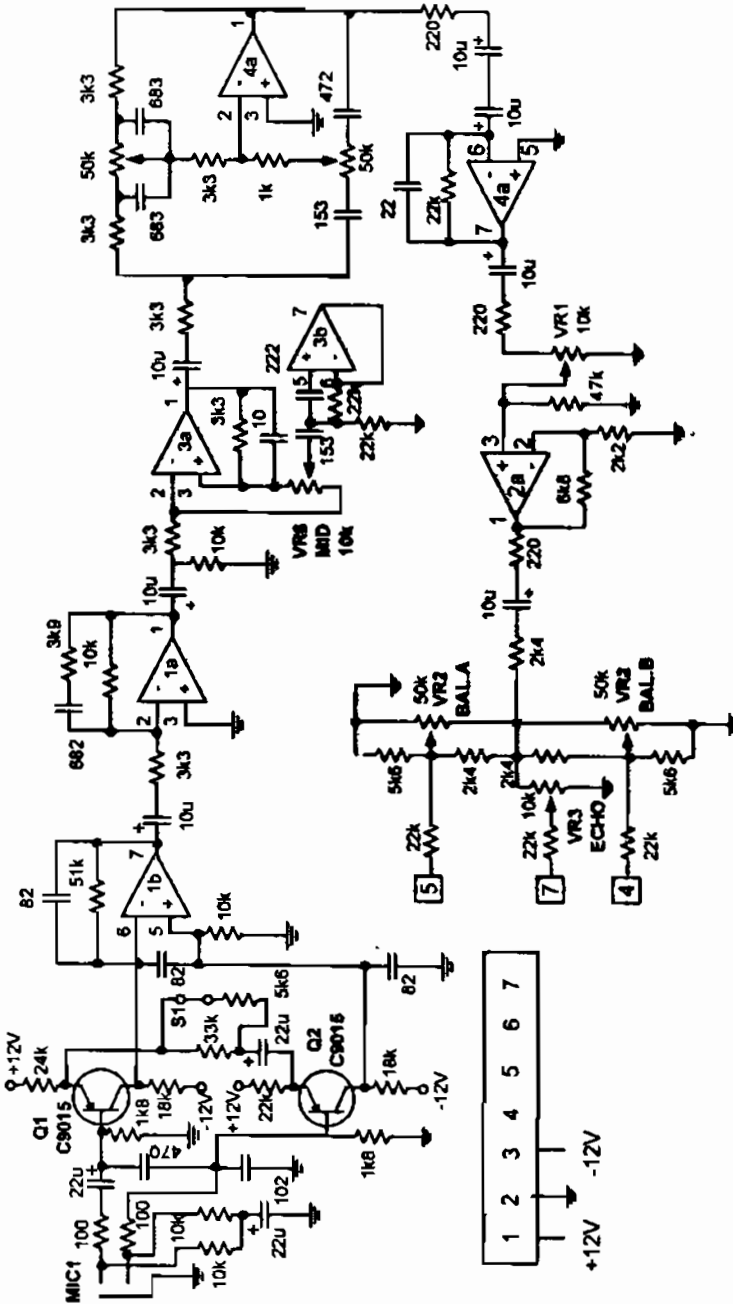 MIC1
100
22u
+
100
10k
10k
+
22u
102
470
1k8
Q1
C9015
+12V
24k
18k
-12V
+12V
22k
33k
S1
5k6
+
22u
Q2
C9015
1k8
18k
-12V
82
82
82
51k
6
5
7
1b
-
+
10k
+
10u
3k3
682
3k9
10k
2
3
1
1a
-
+
10u
+
3k3
10k
2
3
1
3a
-
+
3k3
10
VR6
MID
10k
153
222
5
6
7
3b
+
-
22k
22k
10u
+
3k3
3k3
50k
3k3
683
683
3k3
1k
2
3
1
4a
-
+
153
50k
472
220
10u
+
10u
+
6
5
7
4a
-
+
22
22k
+
10u
220
VR1
10k
47k
3
2
1
2a
+
-
6k8
2k2
220
10u
+
2k4
50k
VR2
BAL.A
50k
VR2
BAL.B
5k6
2k4
2k4
5k6
10k
VR3
ECHO
22k
22k
22k
5
7
4
1 2 3 4 5 6 7
+12V
-12V